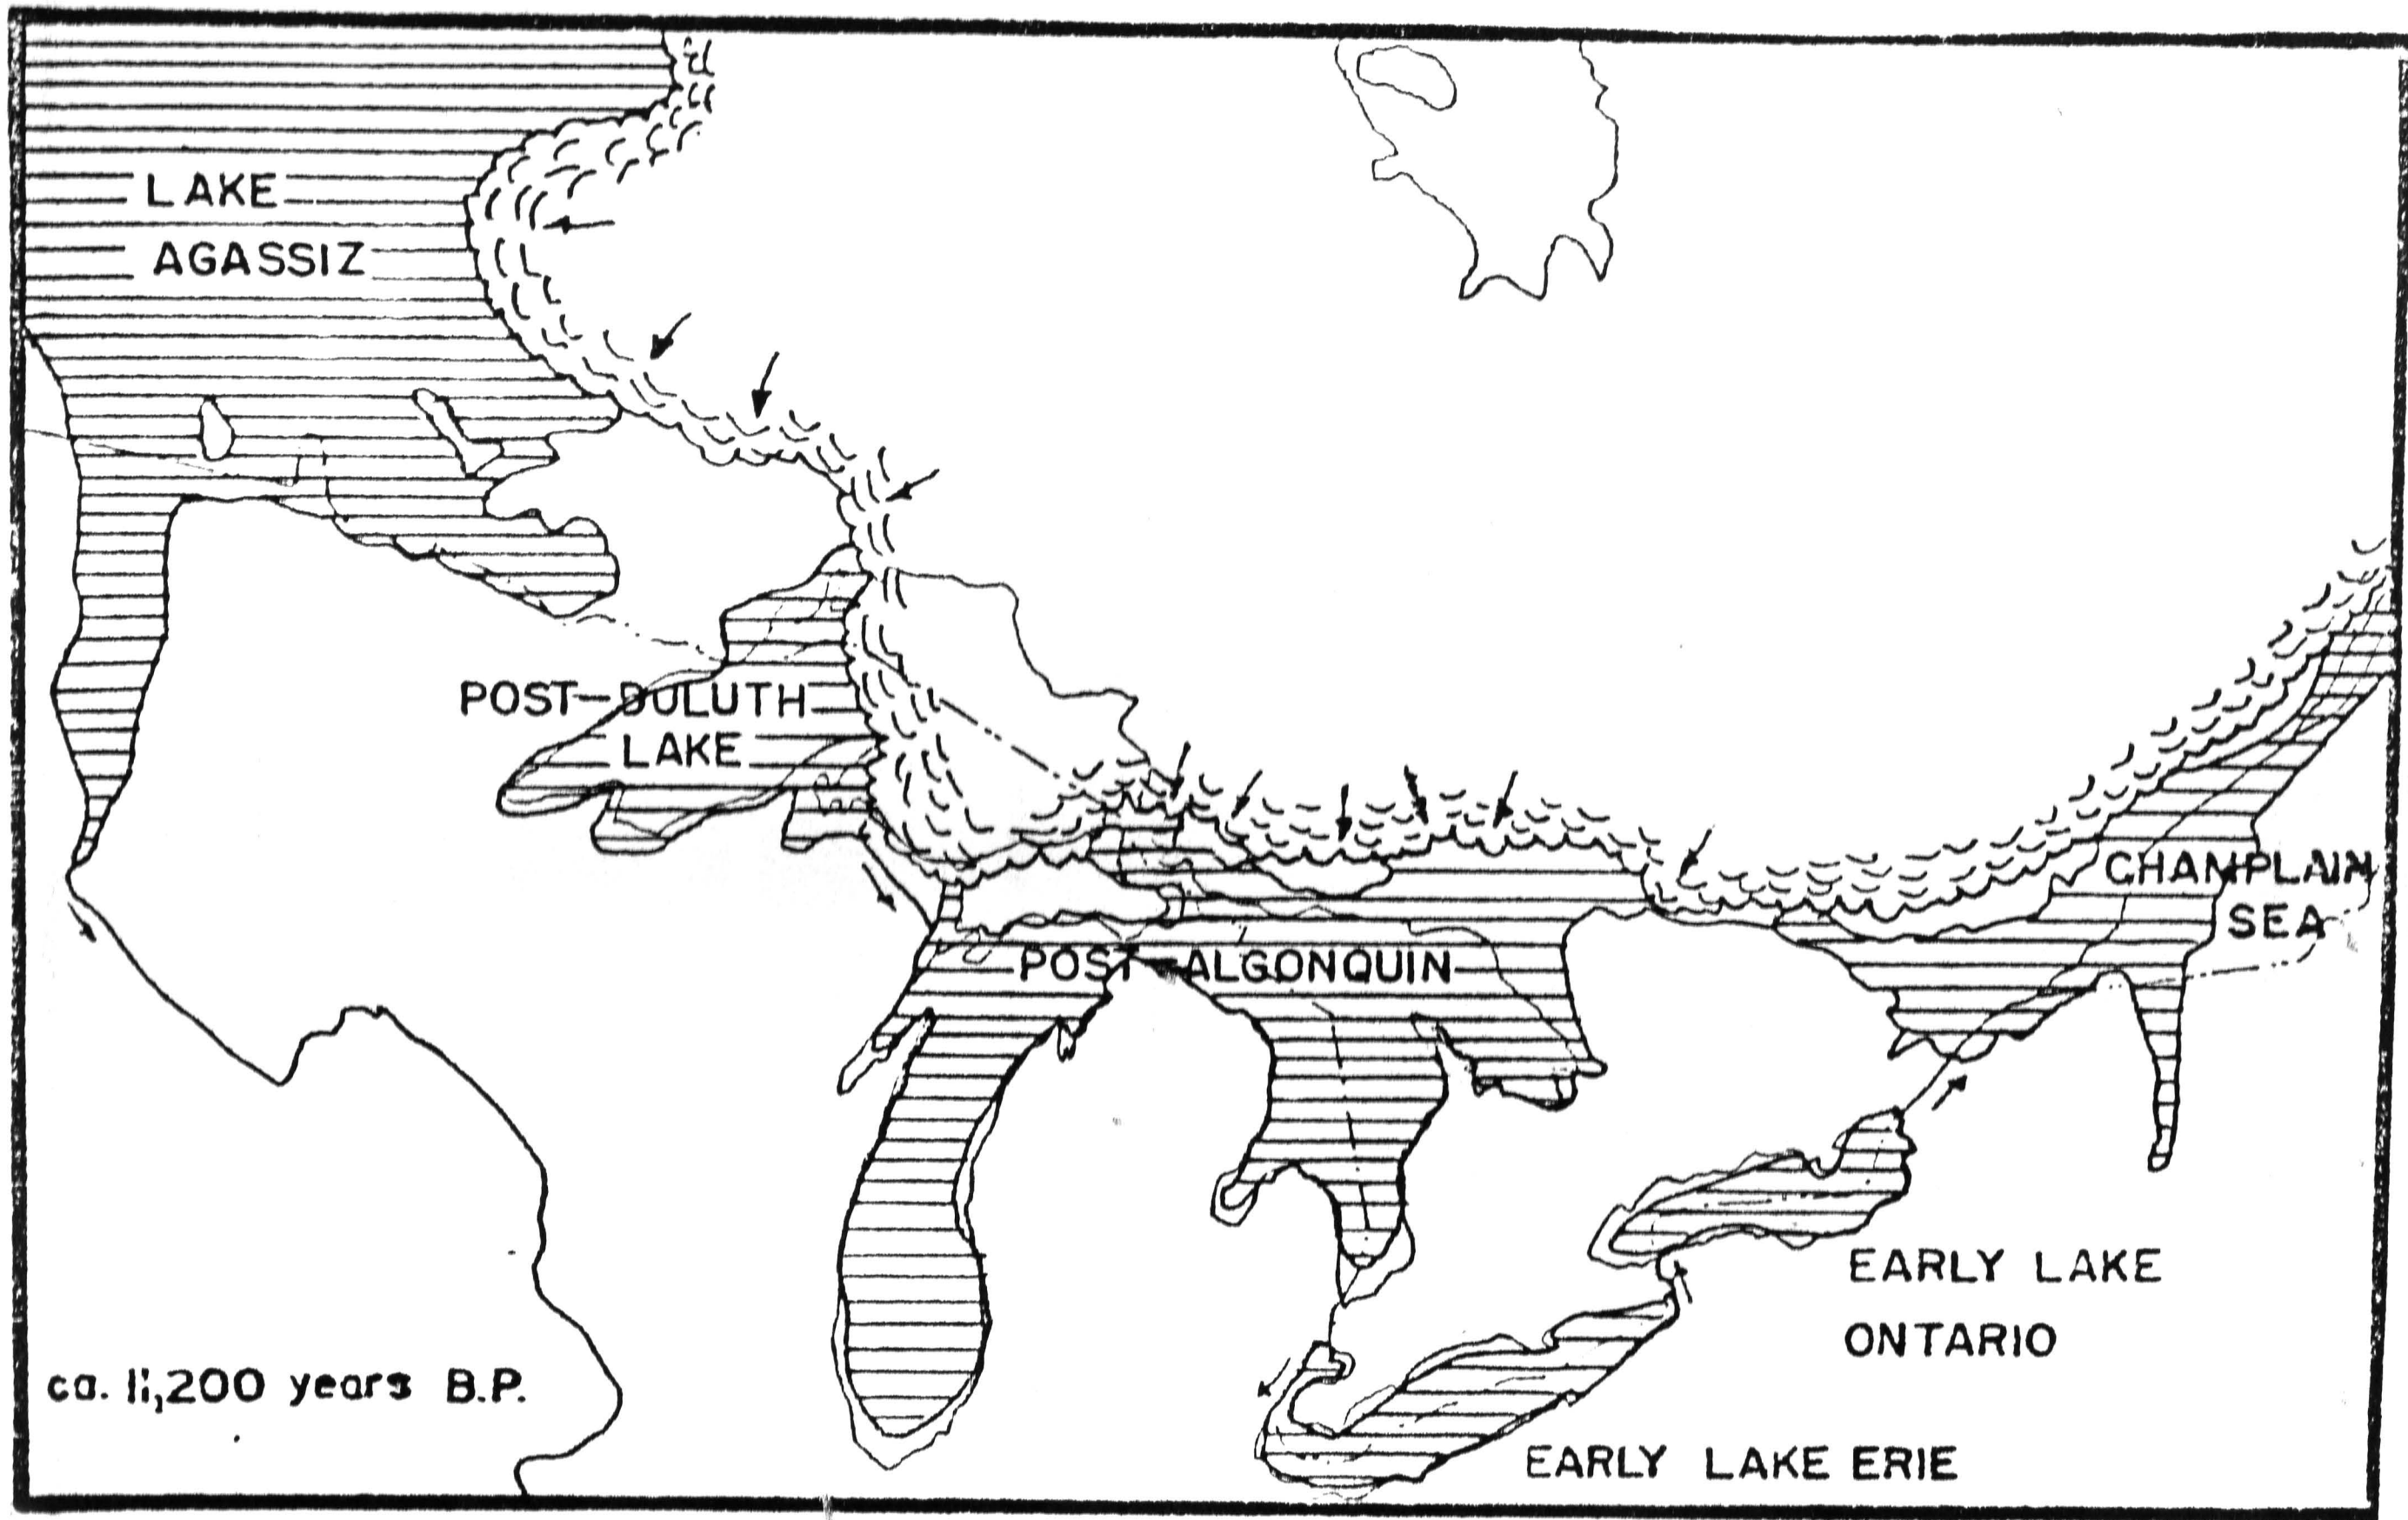 LAKE
AGASSIZ
POST-DULUTH
LAKE
CHAMPLAIN
SEA
POST-ALGONQUIN
EARLY LAKE
ONTARIO
ca. 11,200 years B.P.
EARLY LAKE ERIE